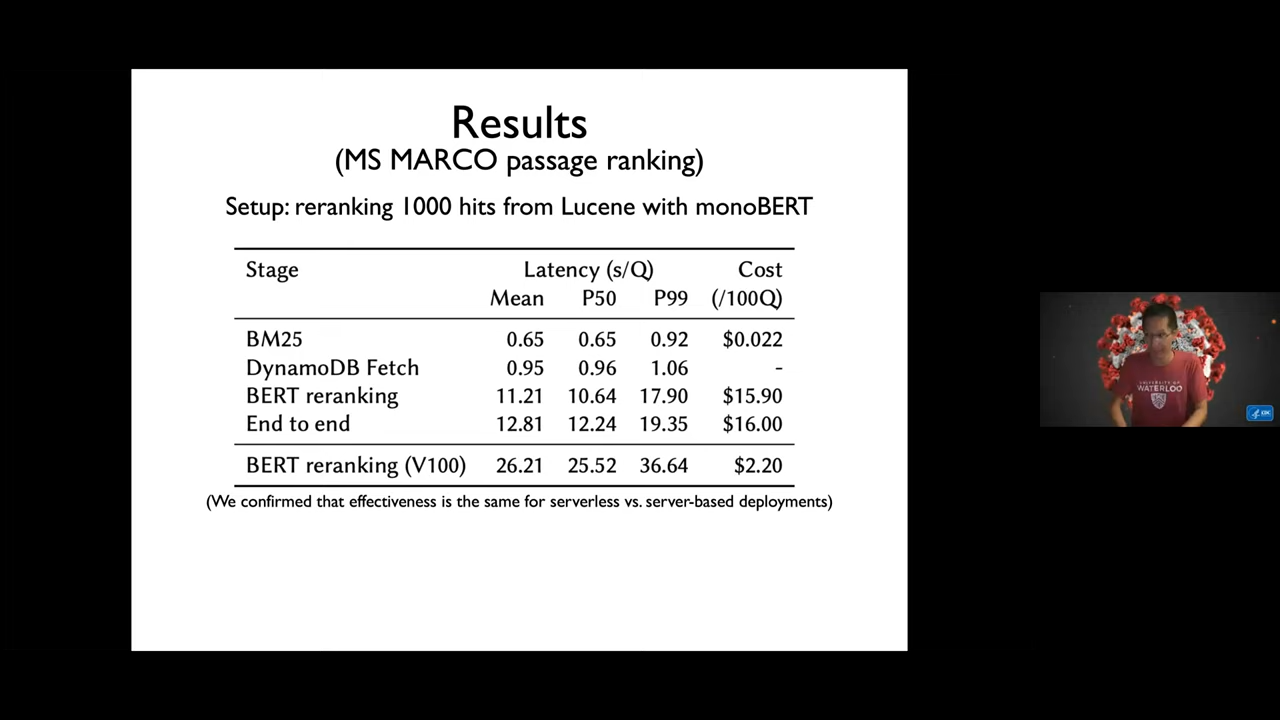 Results
(MS MARCO passage ranking)
Setup: reranking 1000 hits from Lucene with monoBERT
Stage Latency (s/Q) Cost
Mean P50 P99 (/100Q)
BM25 0.65 0.65 0.92 $0.022
DynamoDB Fetch 0.95 0.96 1.06 -
BERT reranking 11.21 10.64 17.90 $15.90
End to end 12.81 12.24 19.35 $16.00
BERT reranking (V100) 26.21 25.52 36.64 $2.20
(We confirmed that effectiveness is the same for serverless vs. server-based deployments)
UNIVERSITY OF
WATERLOO
CDC